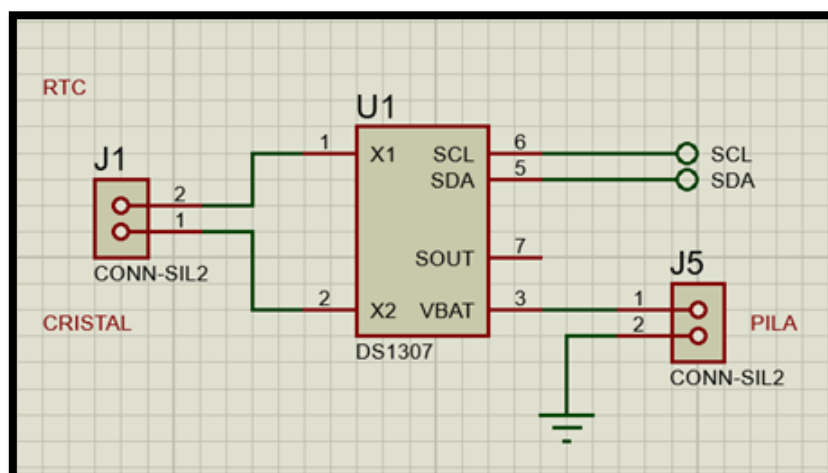 RTC
U1
J1
1
X1
SCL
6
SCL
SDA
5
SDA
2
1
CONN-SIL2
SOUT
7
J5
CRISTAL
2
X2
VBAT
3
1
2
PILA
DS1307
CONN-SIL2